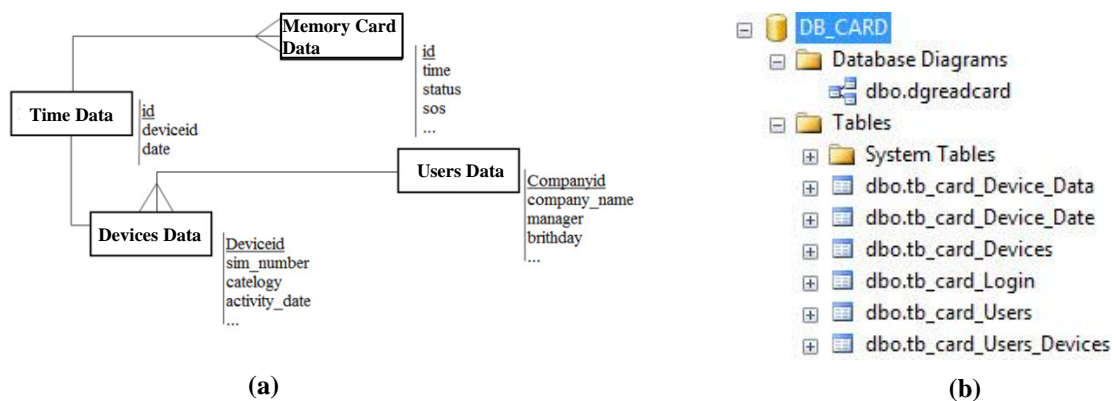 Memory Card
Data
id
time
status
sos
...
Time Data
id
deviceid
date
Users Data
Companyid
company_name
manager
brithday
...
Devices Data
Deviceid
sim_number
catelogy
activity_date
...
(a)
DB_CARD
Database Diagrams
dbo.dgreadcard
Tables
System Tables
dbo.tb_card_Device_Data
dbo.tb_card_Device_Date
dbo.tb_card_Devices
dbo.tb_card_Login
dbo.tb_card_Users
dbo.tb_card_Users_Devices
(b)